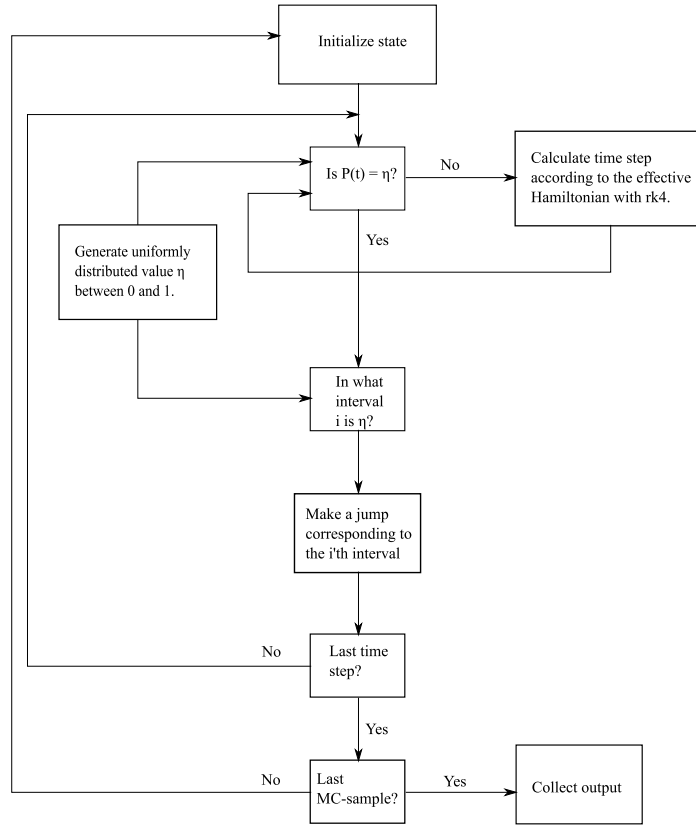 Initialize state
Is P(t) = η?
No
Calculate time step
according to the effective
Hamiltonian with rk4.
Yes
Generate uniformly
distributed value η
between 0 and 1.
In what
interval
i is η?
Make a jump
corresponding to
the i'th interval
No
Last time
step?
Yes
No
Last
MC-sample?
Yes
Collect output